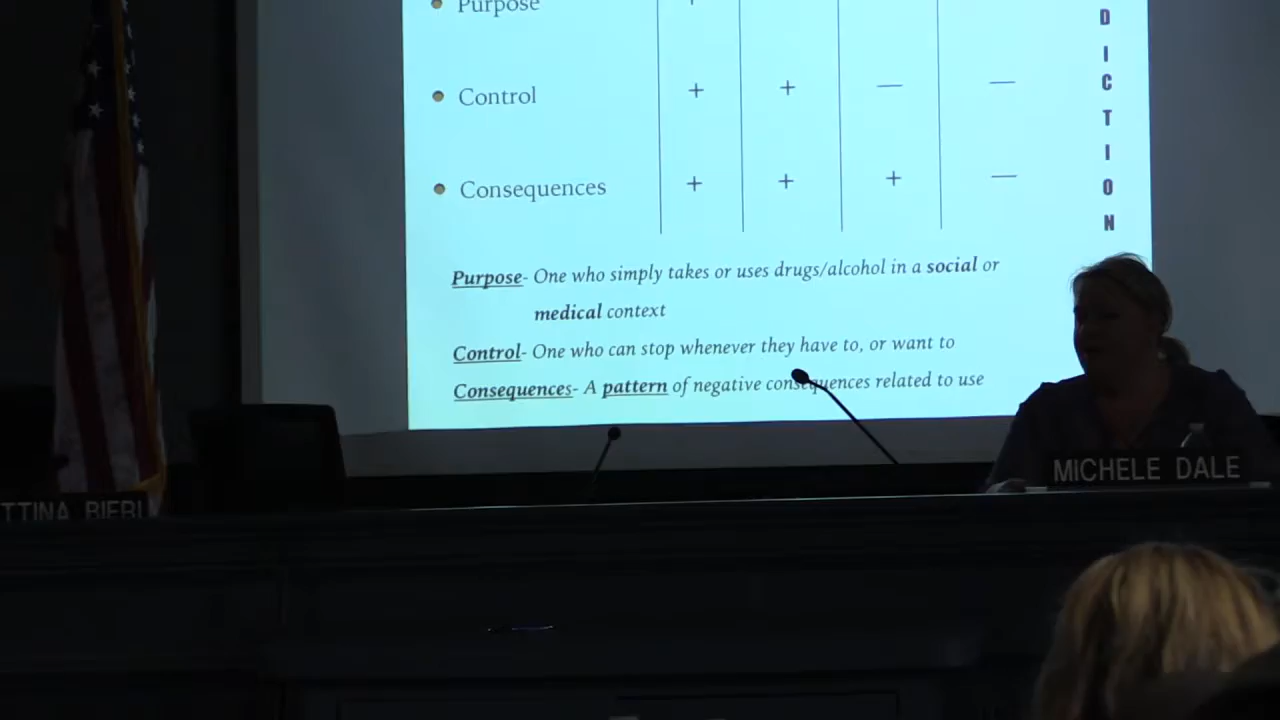 Purpose +
Control + + — —
Consequences + + + —
D
I
C
T
I
O
N
Purpose- One who simply takes or uses drugs/alcohol in a social or
medical context
Control- One who can stop whenever they have to, or want to
Consequences- A pattern of negative consequences related to use
MICHELE DALE
TTINA BIERI